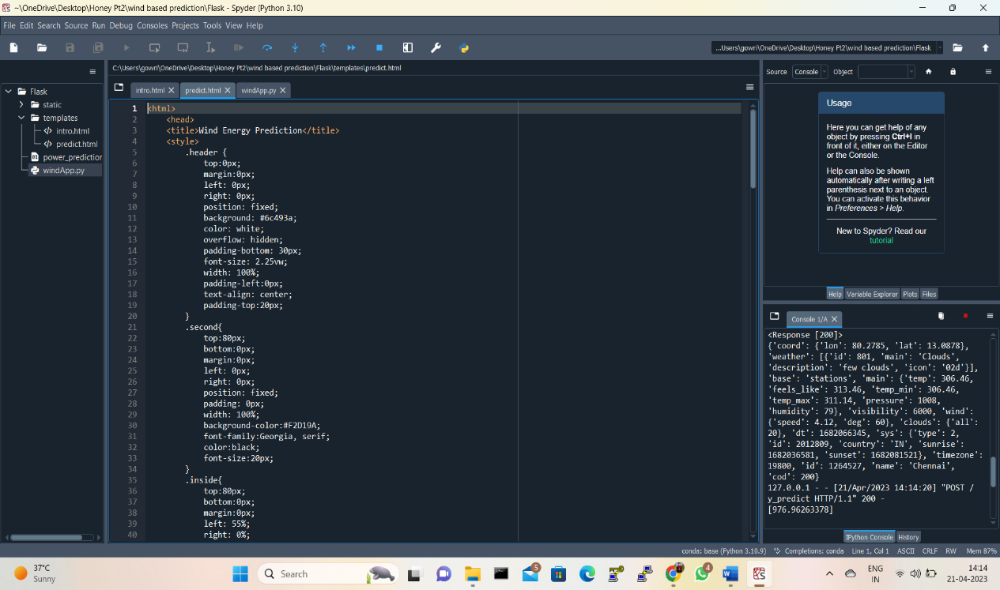 ~\OneDrive\Desktop\Honey Pt2\wind based prediction\Flask - Spyder (Python 3.10)
File Edit Search Source Run Debug Consoles Projects Tools View Help
...Users\gowri\OneDrive\Desktop\Honey Pt2\wind based prediction\Flask
C:\Users\gowri\OneDrive\Desktop\Honey Pt2\wind based prediction\Flask\templates\predict.html
Flask
static
templates
intro.html
predict.html
power_prediction
windApp.py
intro.html predict.html windApp.py
1 <html>
2 <head>
3 <title>Wind Energy Prediction</title>
4 <style>
5 .header {
6 top:0px;
7 margin:0px;
8 left: 0px;
9 right: 0px;
10 position: fixed;
11 background: #6c493a;
12 color: white;
13 overflow: hidden;
14 padding-bottom: 30px;
15 font-size: 2.25vw;
16 width: 100%;
17 padding-left:0px;
18 text-align: center;
19 padding-top:20px;
20 }
21 .second{
22 top:80px;
23 bottom:0px;
24 margin:0px;
25 left: 0px;
26 right: 0px;
27 position: fixed;
28 padding: 0px;
29 width: 100%;
30 background-color:#F2D19A;
31 font-family:Georgia, serif;
32 color:black;
33 font-size:20px;
34 }
35 .inside{
36 top:80px;
37 bottom:0px;
38 margin:0px;
39 left: 55%;
40 right: 0%;
Source Console Object
Usage
Here you can get help of any
object by pressing Ctrl+I in
front of it, either on the Editor
or the Console.
Help can also be shown
automatically after writing a left
parenthesis next to an object.
You can activate this behavior
in Preferences > Help.
New to Spyder? Read our
tutorial
Help Variable Explorer Plots Files
Console 1/A
<Response [200]>
{'coord': {'lon': 80.2785, 'lat': 13.0878},
'weather': [{'id': 801, 'main': 'Clouds',
'description': 'few clouds', 'icon': '02d'}],
'base': 'stations', 'main': {'temp': 306.46,
'feels_like': 313.46, 'temp_min': 306.46,
'temp_max': 311.14, 'pressure': 1008,
'humidity': 79}, 'visibility': 6000, 'wind':
{'speed': 4.12, 'deg': 60}, 'clouds': {'all':
20}, 'dt': 1682066345, 'sys': {'type': 2,
'id': 2012809, 'country': 'IN', 'sunrise':
1682036581, 'sunset': 1682081521}, 'timezone':
19800, 'id': 1264527, 'name': 'Chennai',
'cod': 200}
127.0.0.1 - - [21/Apr/2023 14:14:20] "POST /
y_predict HTTP/1.1" 200 -
[976.96263378]
IPython Console History
conda: base (Python 3.10.9) Completions: conda Line 1, Col 1 ASCII CRLF RW Mem 87%
37°C
Sunny
Search
5
4
ENG
IN
14:14
21-04-2023